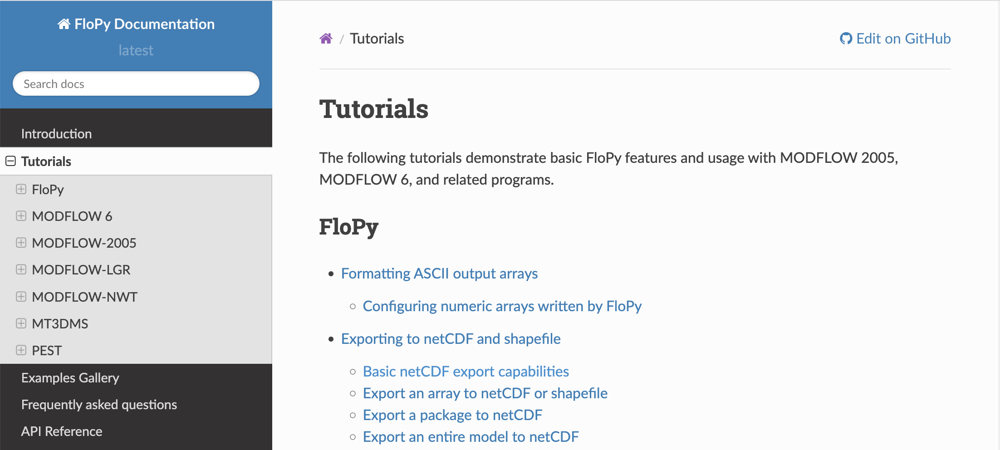 FloPy Documentation
latest
Search docs
Introduction
Tutorials
FloPy
MODFLOW 6
MODFLOW-2005
MODFLOW-LGR
MODFLOW-NWT
MT3DMS
PEST
Examples Gallery
Frequently asked questions
API Reference
/ Tutorials
Edit on GitHub
Tutorials
The following tutorials demonstrate basic FloPy features and usage with MODFLOW 2005,
MODFLOW 6, and related programs.
FloPy
• Formatting ASCII output arrays
◦ Configuring numeric arrays written by FloPy
• Exporting to netCDF and shapefile
◦ Basic netCDF export capabilities
◦ Export an array to netCDF or shapefile
◦ Export a package to netCDF
◦ Export an entire model to netCDF